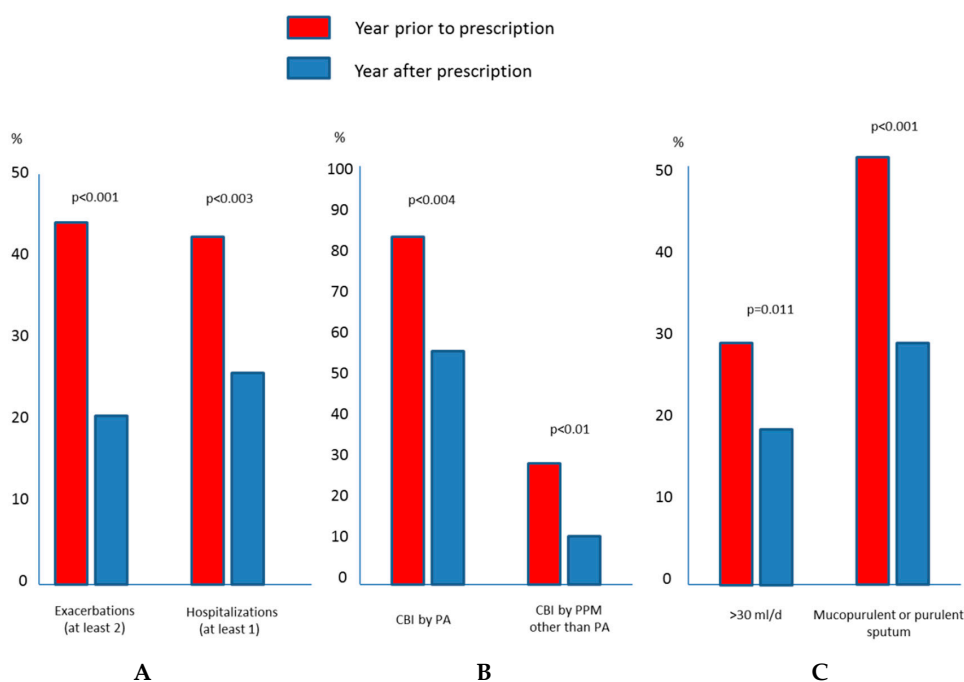 Year prior to prescription
Year after prescription
%
50
40
30
20
10
0
p<0.001
p<0.003
Exacerbations
(at least 2)
Hospitalizations
(at least 1)
A
%
100
90
80
70
60
50
40
30
20
10
0
p<0.004
p<0.01
CBI by PA
CBI by PPM
other than PA
B
%
50
40
30
20
10
0
p=0.011
p<0.001
>30 ml/d
Mucopurulent or purulent
sputum
C